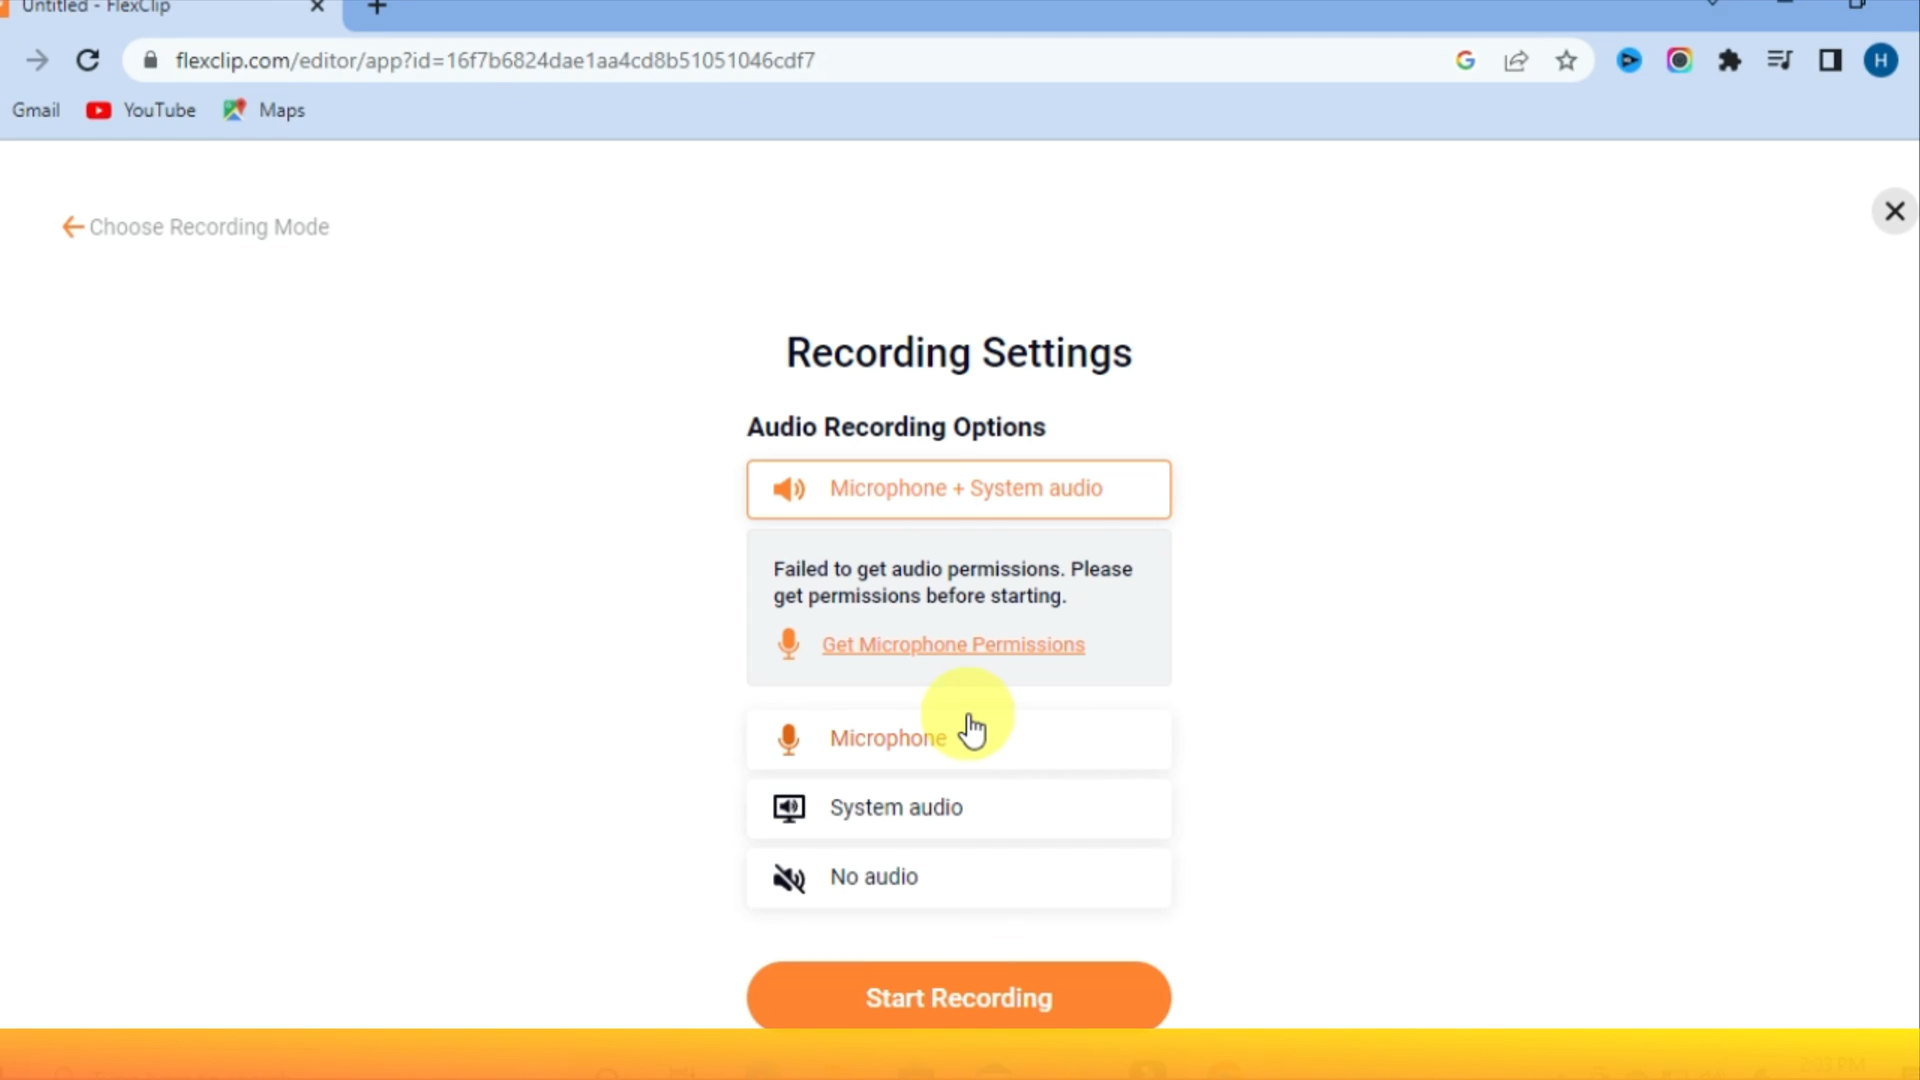 Untitled - FlexClip
flexclip.com/editor/app?id=16f7b6824dae1aa4cd8b51051046cdf7
H
Gmail
YouTube
Maps
Choose Recording Mode
Recording Settings
Audio Recording Options
Microphone + System audio
Failed to get audio permissions. Please
get permissions before starting.
Get Microphone Permissions
Microphone
System audio
No audio
Start Recording